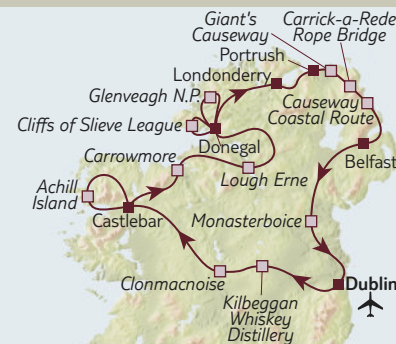 Giant's
Causeway
Carrick-a-Rede
Rope Bridge
Portrush
Londonderry
Glenveagh N.P.
Causeway
Coastal Route
Cliffs of Slieve League
Donegal
Belfast
Carrowmore
Lough Erne
Achill
Island
Castlebar
Monasterboice
Clonmacnoise
Dublin
Kilbeggan
Whiskey
Distillery